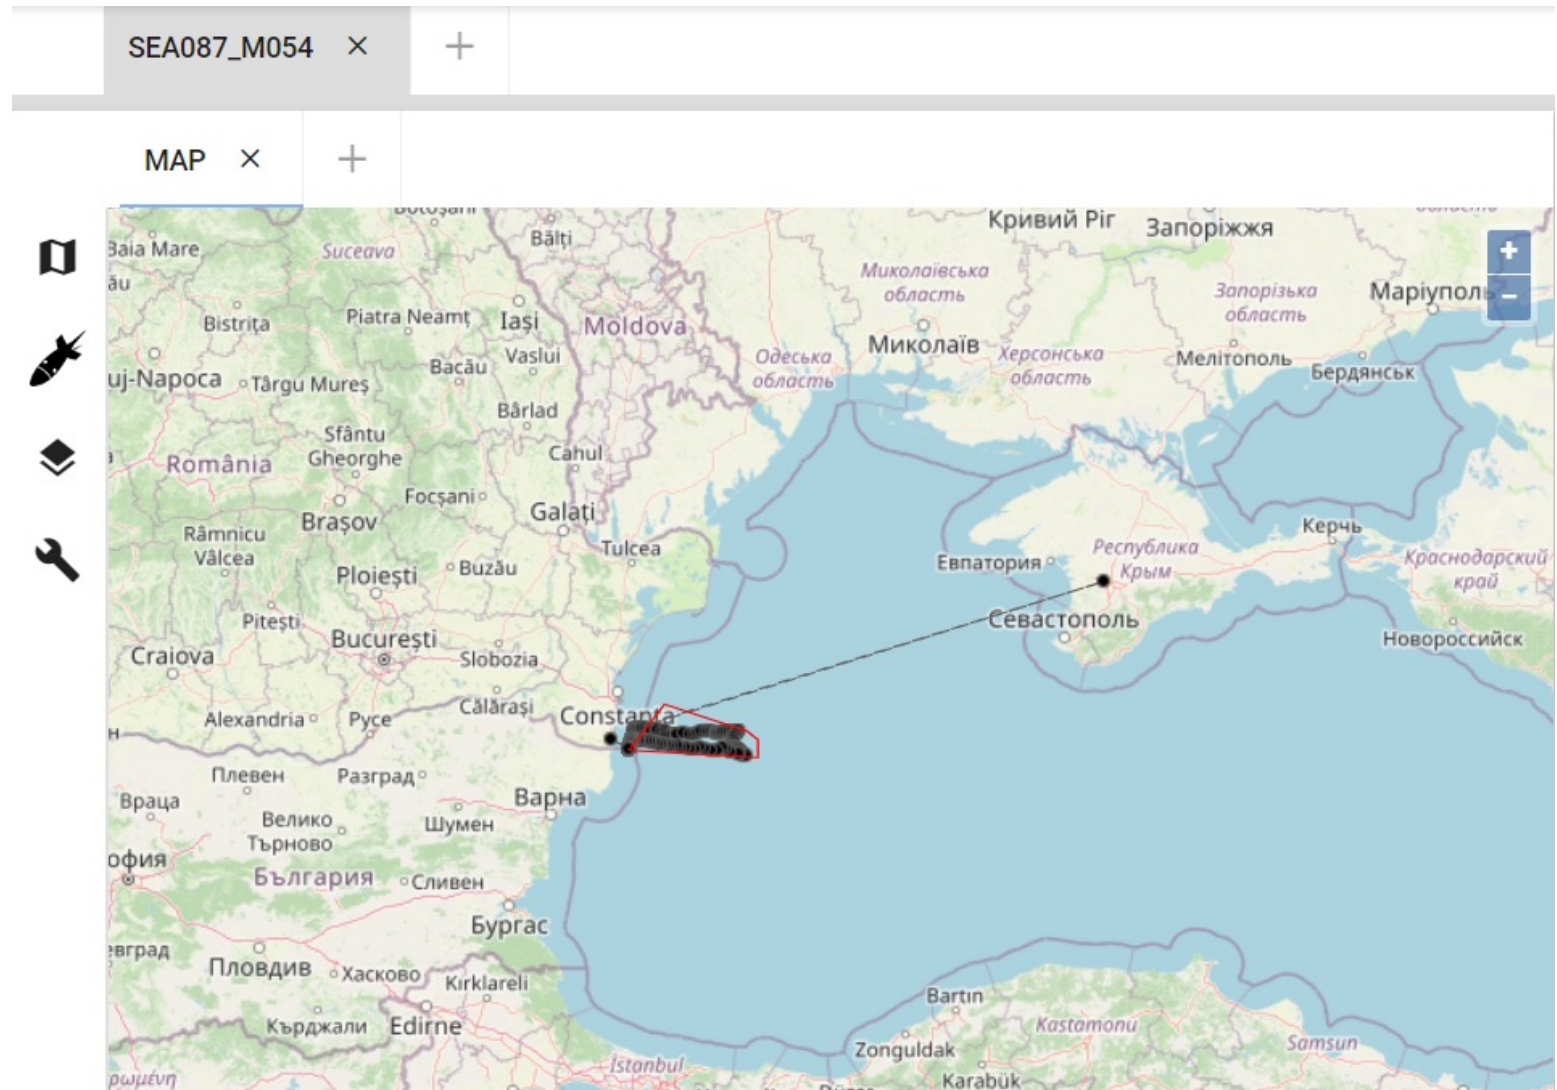 SEA087_M054
MAP
Кривий Ріг
Запоріжжя
Baia Mare
Suceava
Bălți
Миколаївська
область
Запорізька
область
Маріуполь
Bistrița
Piatra Neamț
Iași
Moldova
Миколаїв
Одеська
область
Херсонська
область
Мелітополь
Бердянськ
Vaslui
Bacău
uj-Napoca
Târgu Mureș
Bârlad
Sfântu
Gheorghe
Cahul
România
Focșani
Galați
Brașov
Râmnicu
Vâlcea
Tulcea
Керчь
Евпатория
Республика
Крым
Краснодарский
край
Ploiești
Buzău
Pitești
București
Севастополь
Новороссийск
Craiova
Slobozia
Călărași
Constanța
Alexandria
Русе
Плевен
Разград
Враца
Варна
Велико
Търново
Шумен
офия
България
Сливен
Бургас
евград
Пловдив
Хасково
Kırklareli
Bartın
Кърджали
Edirne
Kastamonu
Samsun
Zonguldak
İstanbul
Karabük